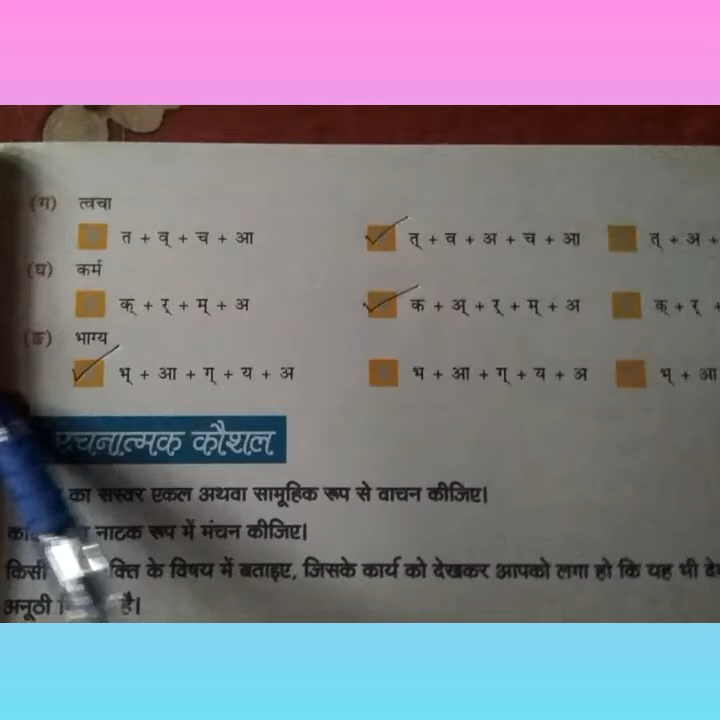 (ग) त्वचा
त + व् + च + आ त् + व + अ + च + आ त् + अ +
(घ) कर्म
क् + र् + म् + अ क + अ् + र् + म् + अ क् + र् +
(ङ) भाग्य
भ् + आ + ग् + य + अ भ + आ + ग् + य + अ भ् + आ
रचनात्मक कौशल
का सस्वर एकल अथवा सामूहिक रूप से वाचन कीजिए।
नाटक रूप में मंचन कीजिए।
किसी के विषय में बताइए, जिसके कार्य को देखकर आपको लगा हो कि यह भी
अनूठी है।